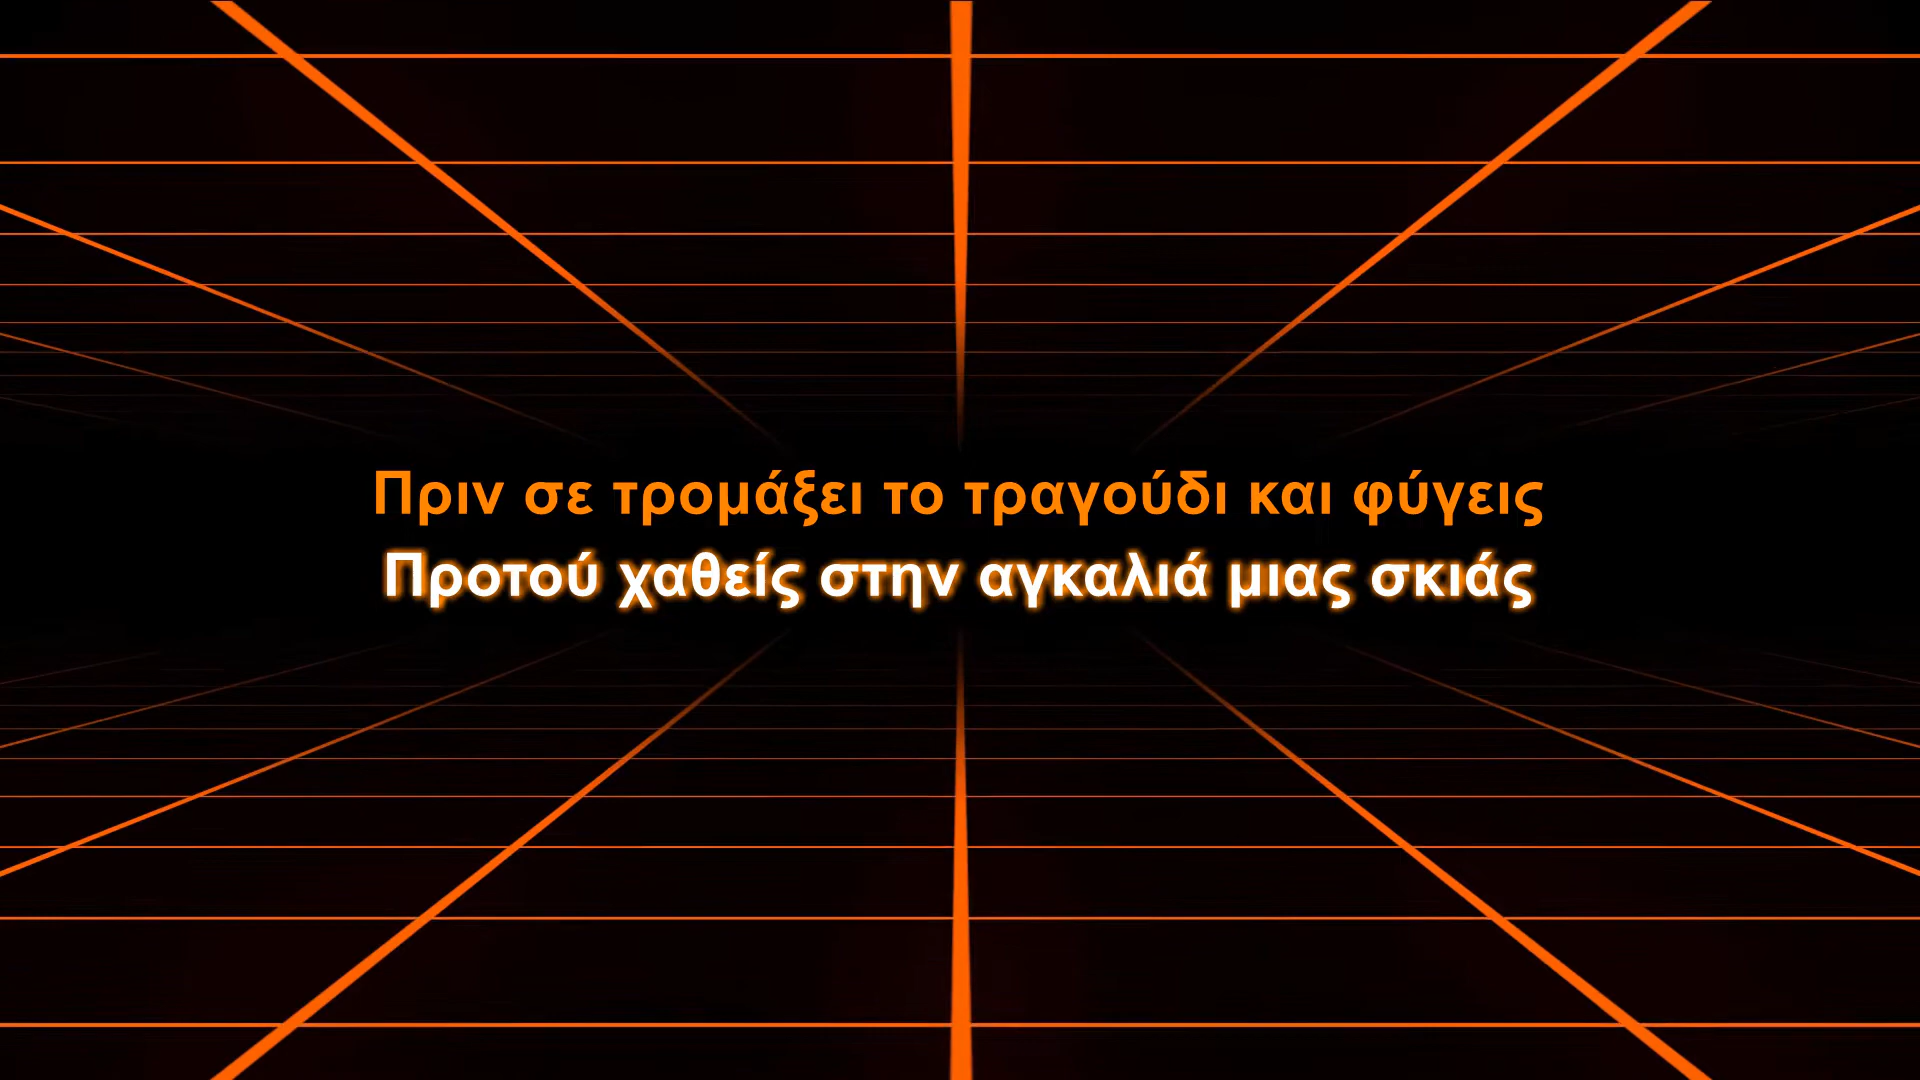 Πριν σε τρομάξει το τραγούδι και φύγεις
Προτού χαθείς στην αγκαλιά μιας σκιάς